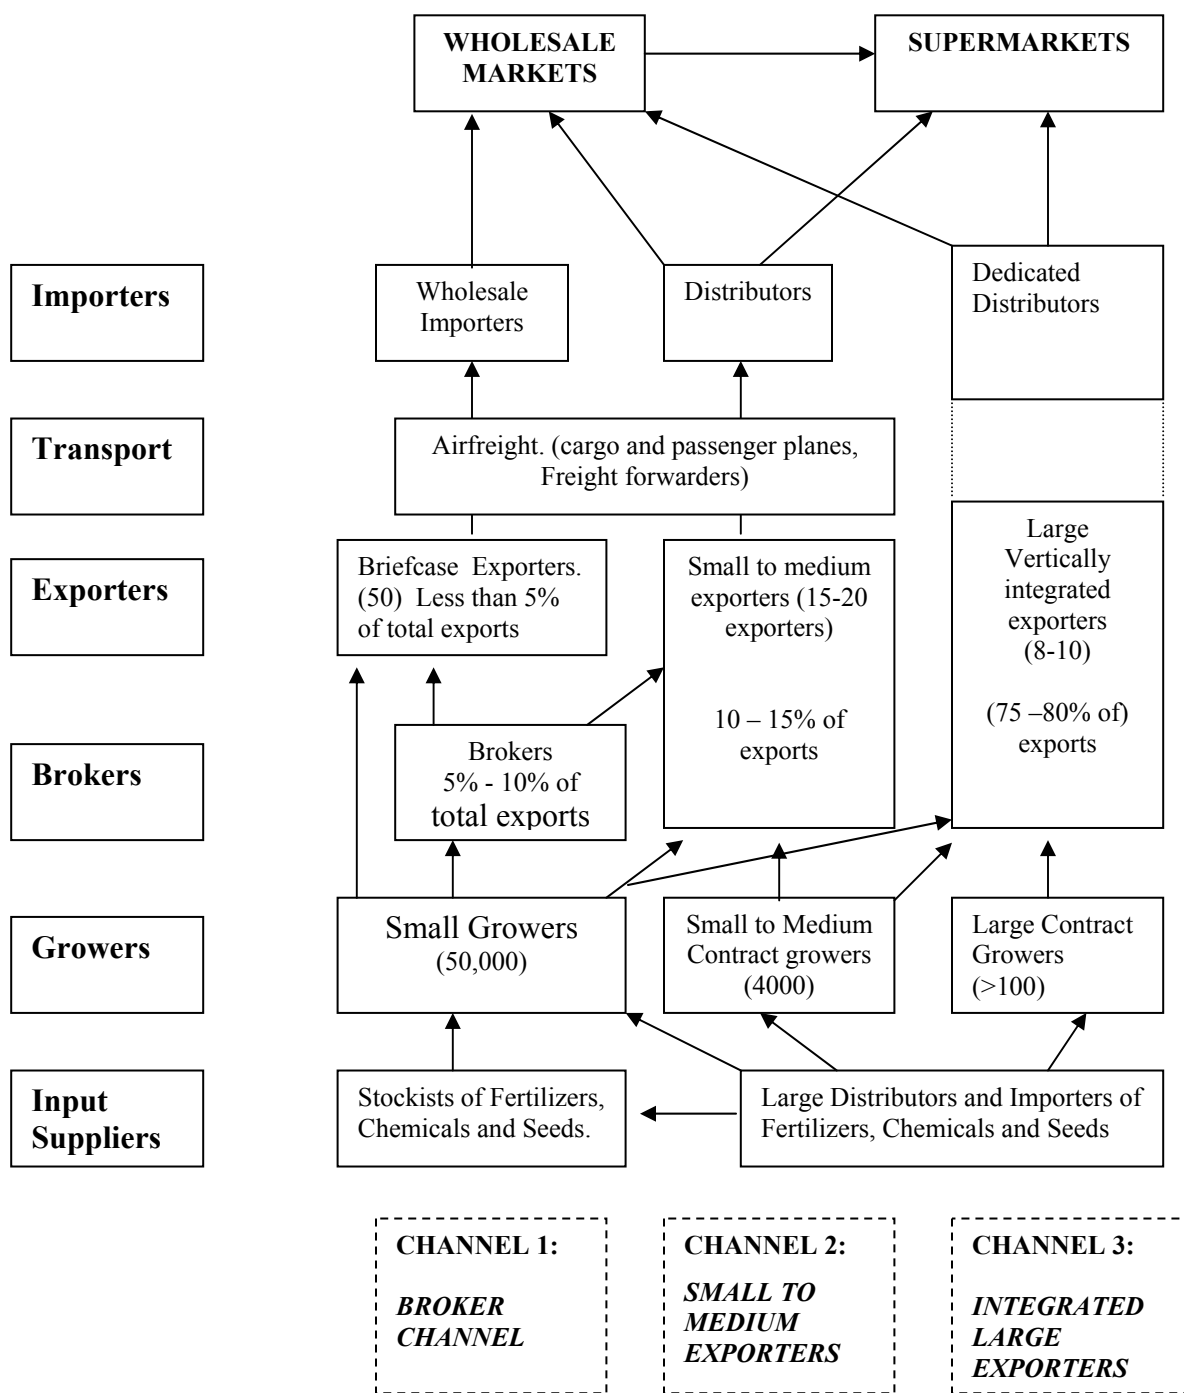 WHOLESALE
MARKETS
SUPERMARKETS
Importers
Wholesale
Importers
Distributors
Dedicated
Distributors
Transport
Airfreight. (cargo and passenger planes,
Freight forwarders)
Exporters
Briefcase Exporters.
(50) Less than 5%
of total exports
Small to medium
exporters (15-20
exporters)
10 – 15% of
exports
Large
Vertically
integrated
exporters
(8-10)
(75 –80% of)
exports
Brokers
Brokers
5% - 10% of
total exports
Growers
Small Growers
(50,000)
Small to Medium
Contract growers
(4000)
Large Contract
Growers
(>100)
Input
Suppliers
Stockists of Fertilizers,
Chemicals and Seeds.
Large Distributors and Importers of
Fertilizers, Chemicals and Seeds
CHANNEL 1:
BROKER
CHANNEL
CHANNEL 2:
SMALL TO
MEDIUM
EXPORTERS
CHANNEL 3:
INTEGRATED
LARGE
EXPORTERS